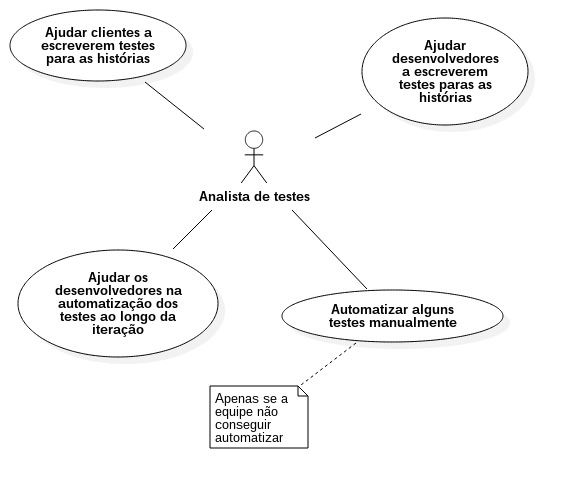 Ajudar clientes a
escreverem testes
para as histórias
Ajudar
desenvolvedores
a escreverem
testes paras as
histórias
Analista de testes
Ajudar os
desenvolvedores na
automatização dos
testes ao longo da
iteração
Automatizar alguns
testes manualmente
Apenas se a
equipe não
conseguir
automatizar